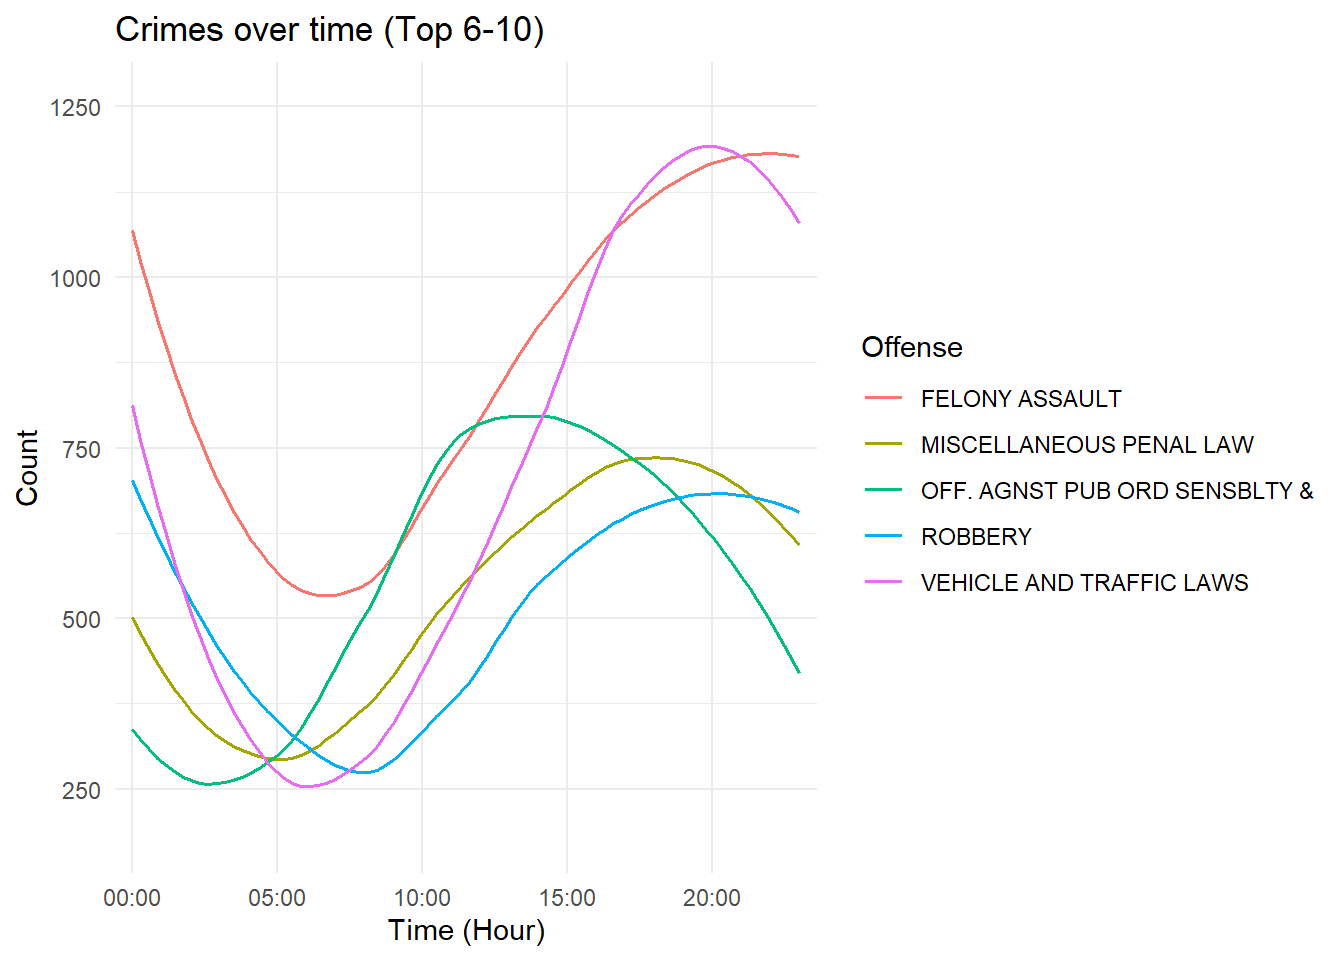 Crimes over time (Top 6-10)
1250
1000
750
500
250
Count
00:00 05:00 10:00 15:00 20:00
Time (Hour)
Offense
FELONY ASSAULT
MISCELLANEOUS PENAL LAW
OFF. AGNST PUB ORD SENSBLTY &
ROBBERY
VEHICLE AND TRAFFIC LAWS